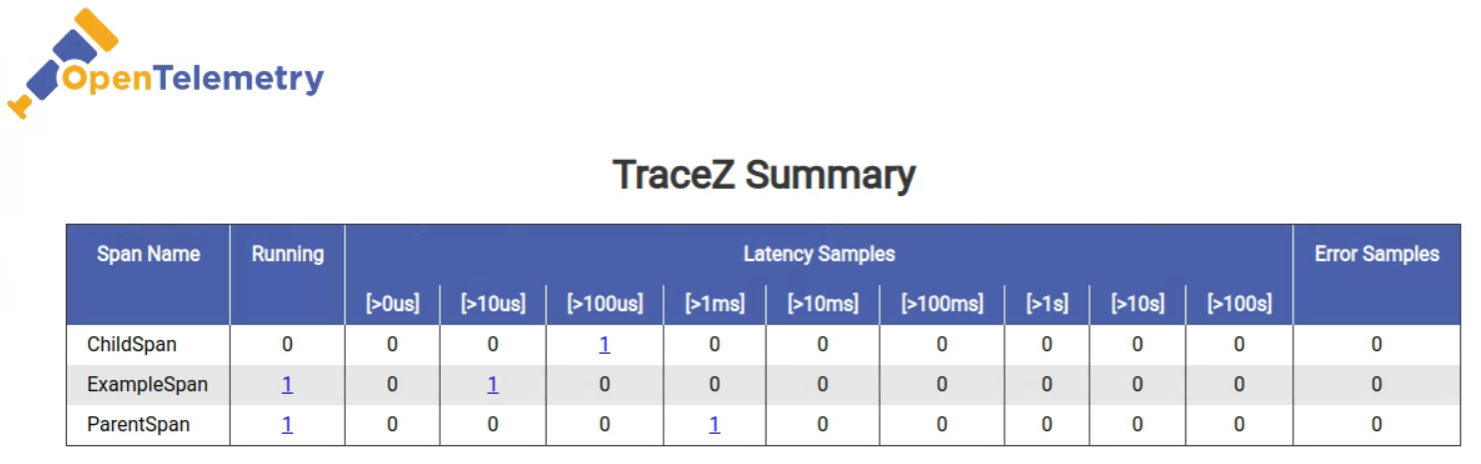 OpenTelemetry
TraceZ Summary
Span Name Running Latency Samples Error Samples
[>0us] [>10us] [>100us] [>1ms] [>10ms] [>100ms] [>1s] [>10s] [>100s]
ChildSpan 0 0 0 1 0 0 0 0 0 0 0
ExampleSpan 1 0 1 0 0 0 0 0 0 0 0
ParentSpan 1 0 0 0 1 0 0 0 0 0 0